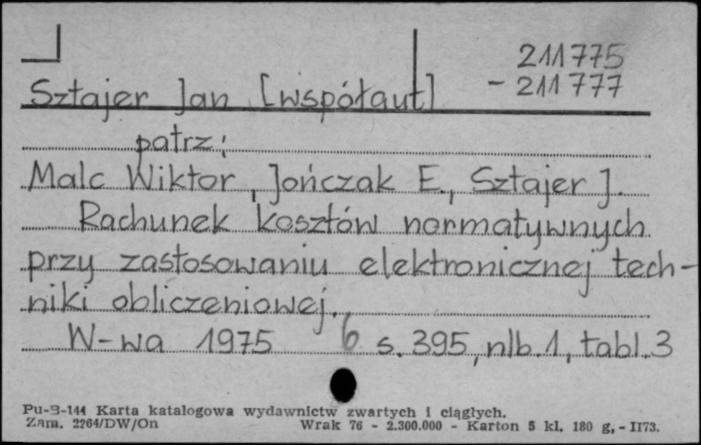 211775
- 211777
Sztajer Jan [współaut]
patrz:
Malc Wiktor, Jończak E., Sztajer J.
Rachunek kosztów normatywnych
przy zastosowaniu elektronicznej tech-
niki obliczeniowej.
W-wa 1975 6 s. 395, nlb. 1, tabl. 3
Pu-B-144 Karta katalogowa wydawnictw zwartych i ciągłych.
Zam. 2264/DW/On Wrak 76 - 2.300.000 - Karton 5 kl. 180 g, - II73.